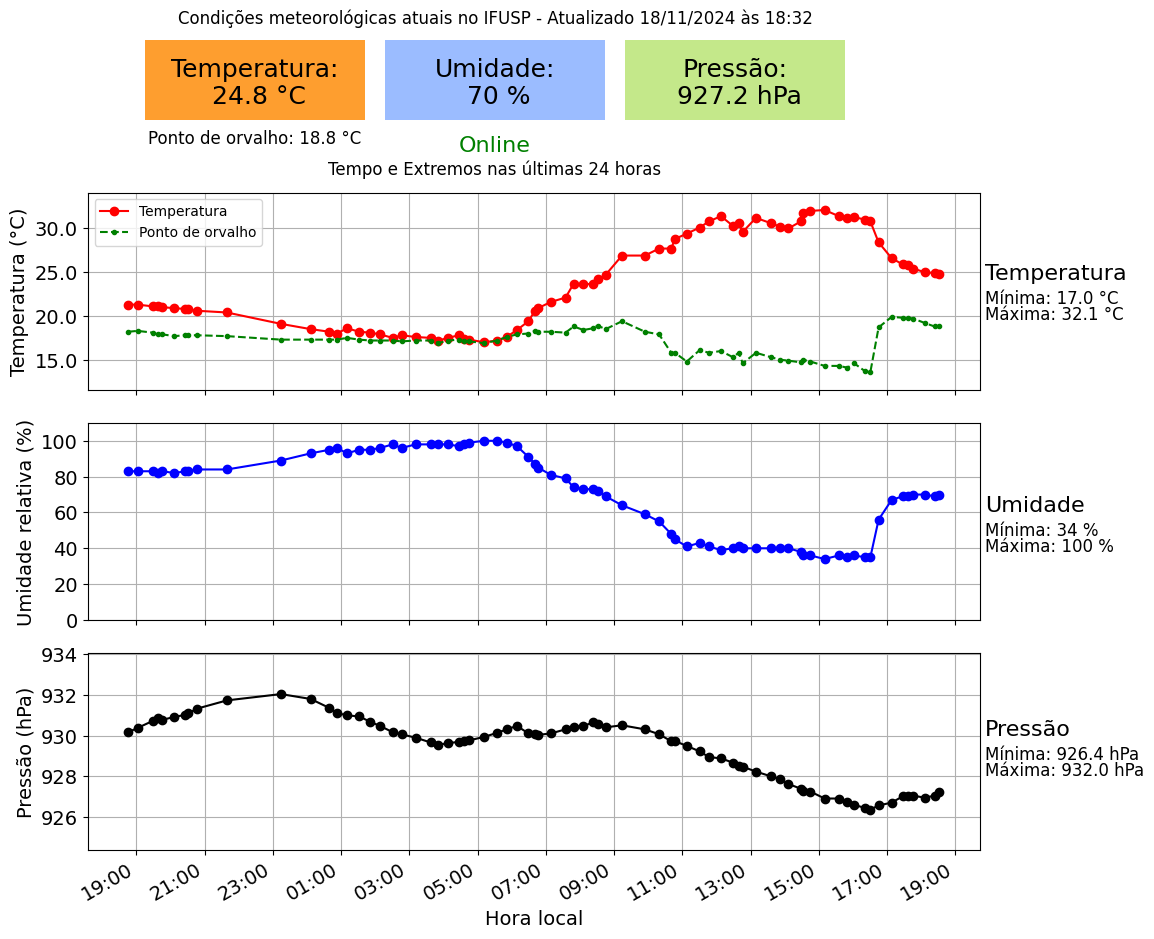 Condições meteorológicas atuais no IFUSP - Atualizado 18/11/2024 às 18:32
Temperatura:
24.8 °C
Umidade:
70 %
Pressão:
927.2 hPa
Ponto de orvalho: 18.8 °C
Online
Tempo e Extremos nas últimas 24 horas
Temperatura (°C)
30.0
25.0
20.0
15.0
Temperatura
Ponto de orvalho
Temperatura
Mínima: 17.0 °C
Máxima: 32.1 °C
Umidade relativa (%)
100
80
60
40
20
0
Umidade
Mínima: 34 %
Máxima: 100 %
Pressão (hPa)
934
932
930
928
926
Pressão
Mínima: 926.4 hPa
Máxima: 932.0 hPa
19:00 21:00 23:00 01:00 03:00 05:00 07:00 09:00 11:00 13:00 15:00 17:00 19:00
Hora local